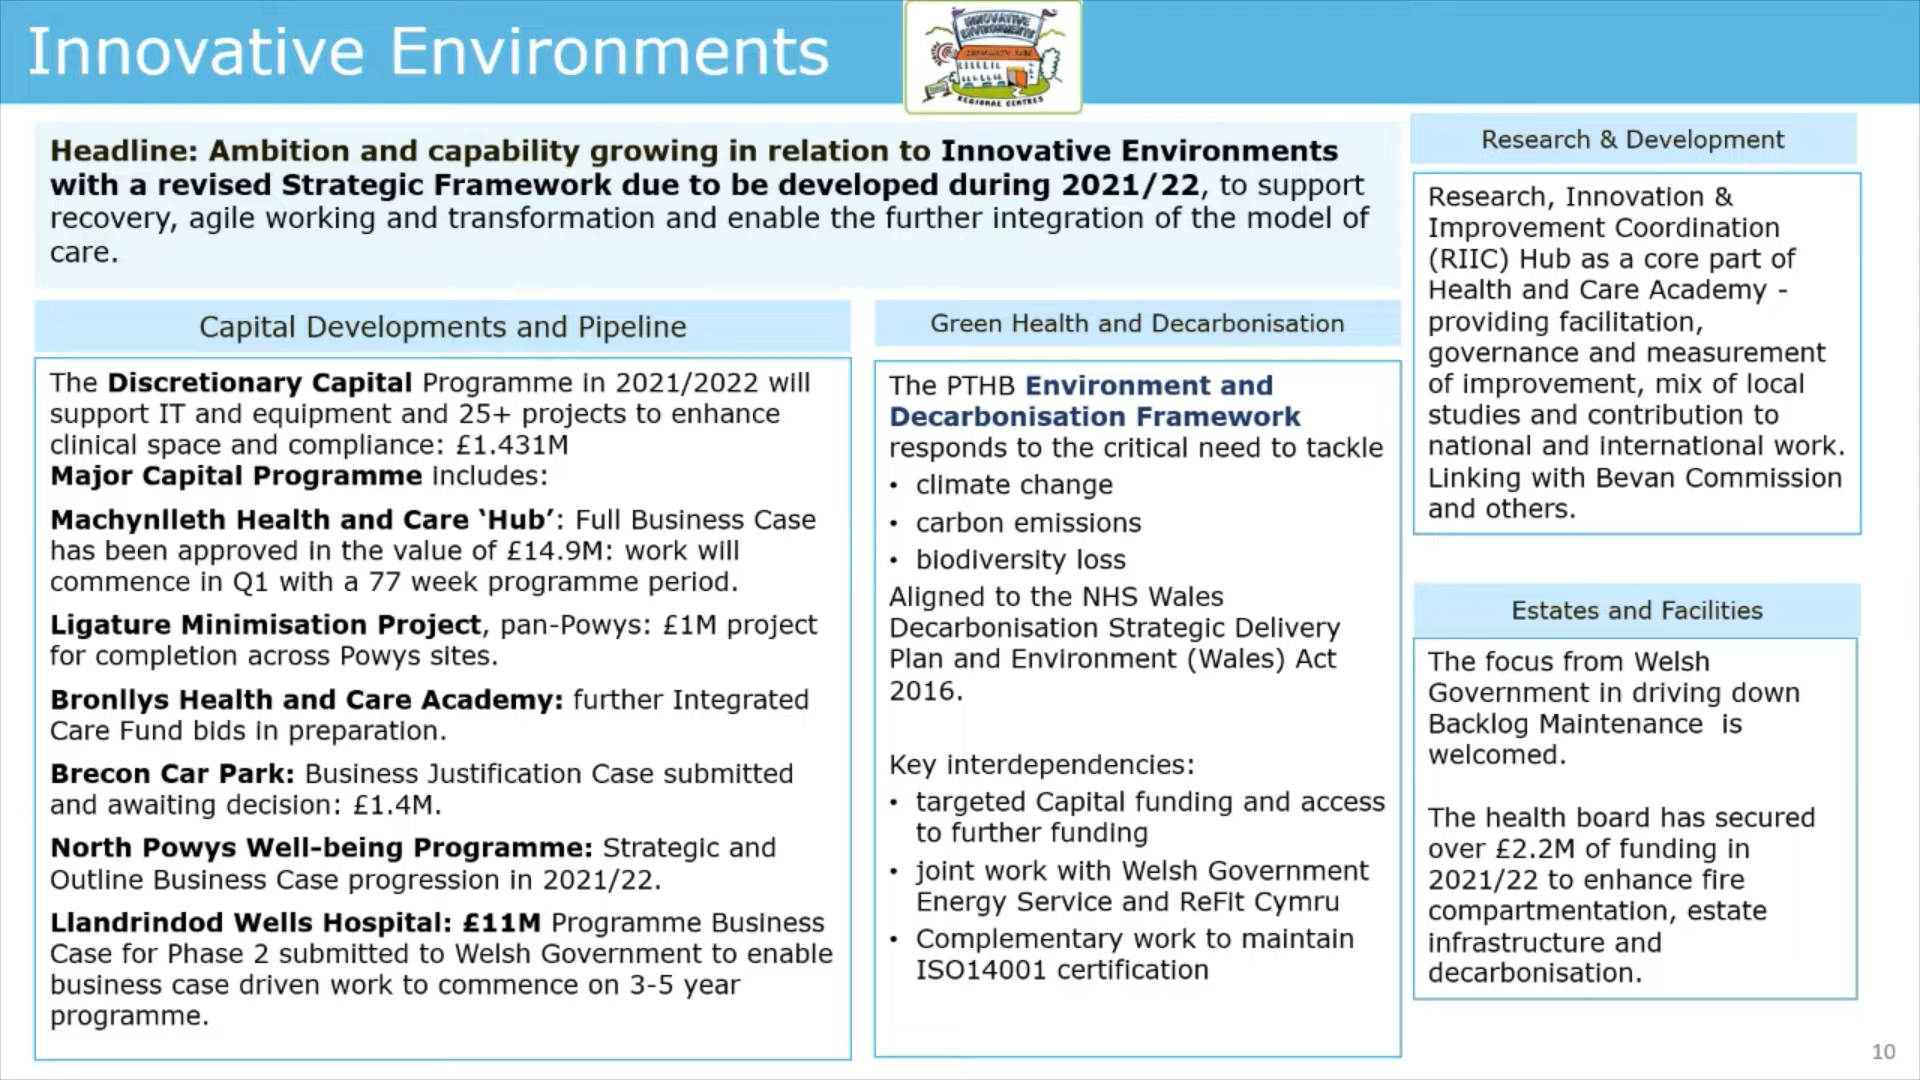 Innovative Environments
INNOVATIVE
ENVIRONMENTS
COMMUNITY HUBS
REGIONAL CENTRES
Headline: Ambition and capability growing in relation to Innovative Environments
with a revised Strategic Framework due to be developed during 2021/22, to support
recovery, agile working and transformation and enable the further integration of the model of
care.
Capital Developments and Pipeline
The Discretionary Capital Programme in 2021/2022 will
support IT and equipment and 25+ projects to enhance
clinical space and compliance: £1.431M
Major Capital Programme includes:
Machynlleth Health and Care ‘Hub’: Full Business Case
has been approved in the value of £14.9M: work will
commence in Q1 with a 77 week programme period.
Ligature Minimisation Project, pan-Powys: £1M project
for completion across Powys sites.
Bronllys Health and Care Academy: further Integrated
Care Fund bids in preparation.
Brecon Car Park: Business Justification Case submitted
and awaiting decision: £1.4M.
North Powys Well-being Programme: Strategic and
Outline Business Case progression in 2021/22.
Llandrindod Wells Hospital: £11M Programme Business
Case for Phase 2 submitted to Welsh Government to enable
business case driven work to commence on 3-5 year
programme.
Green Health and Decarbonisation
The PTHB Environment and
Decarbonisation Framework
responds to the critical need to tackle
• climate change
• carbon emissions
• biodiversity loss
Aligned to the NHS Wales
Decarbonisation Strategic Delivery
Plan and Environment (Wales) Act
2016.
Key interdependencies:
• targeted Capital funding and access
to further funding
• joint work with Welsh Government
Energy Service and ReFit Cymru
• Complementary work to maintain
ISO14001 certification
Research & Development
Research, Innovation &
Improvement Coordination
(RIIC) Hub as a core part of
Health and Care Academy -
providing facilitation,
governance and measurement
of improvement, mix of local
studies and contribution to
national and international work.
Linking with Bevan Commission
and others.
Estates and Facilities
The focus from Welsh
Government in driving down
Backlog Maintenance  is
welcomed.
The health board has secured
over £2.2M of funding in
2021/22 to enhance fire
compartmentation, estate
infrastructure and
decarbonisation.
10